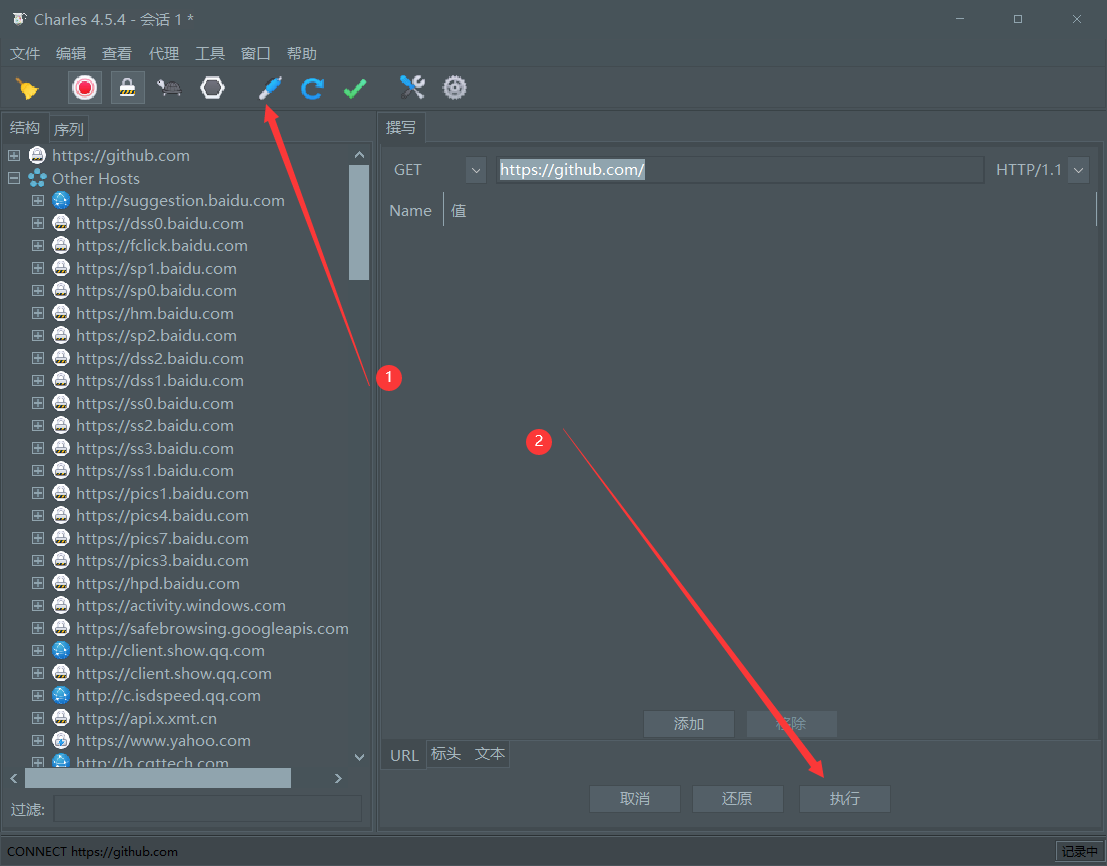 Charles 4.5.4 - 会话 1 *
文件 编辑 查看 代理 工具 窗口 帮助
结构 序列
https://github.com
Other Hosts
http://suggestion.baidu.com
https://dss0.baidu.com
https://fclick.baidu.com
https://sp1.baidu.com
https://sp0.baidu.com
https://hm.baidu.com
https://sp2.baidu.com
https://dss2.baidu.com
https://dss1.baidu.com
https://ss0.baidu.com
https://ss2.baidu.com
https://ss3.baidu.com
https://ss1.baidu.com
https://pics1.baidu.com
https://pics4.baidu.com
https://pics7.baidu.com
https://pics3.baidu.com
https://hpd.baidu.com
https://activity.windows.com
https://safebrowsing.googleapis.com
http://client.show.qq.com
https://client.show.qq.com
http://c.isdspeed.qq.com
https://api.x.xmt.cn
https://www.yahoo.com
过滤:
撰写
GET https://github.com/ HTTP/1.1
Name 值
1
2
添加 移除
URL 标头 文本
取消 还原 执行
CONNECT https://github.com 记录中